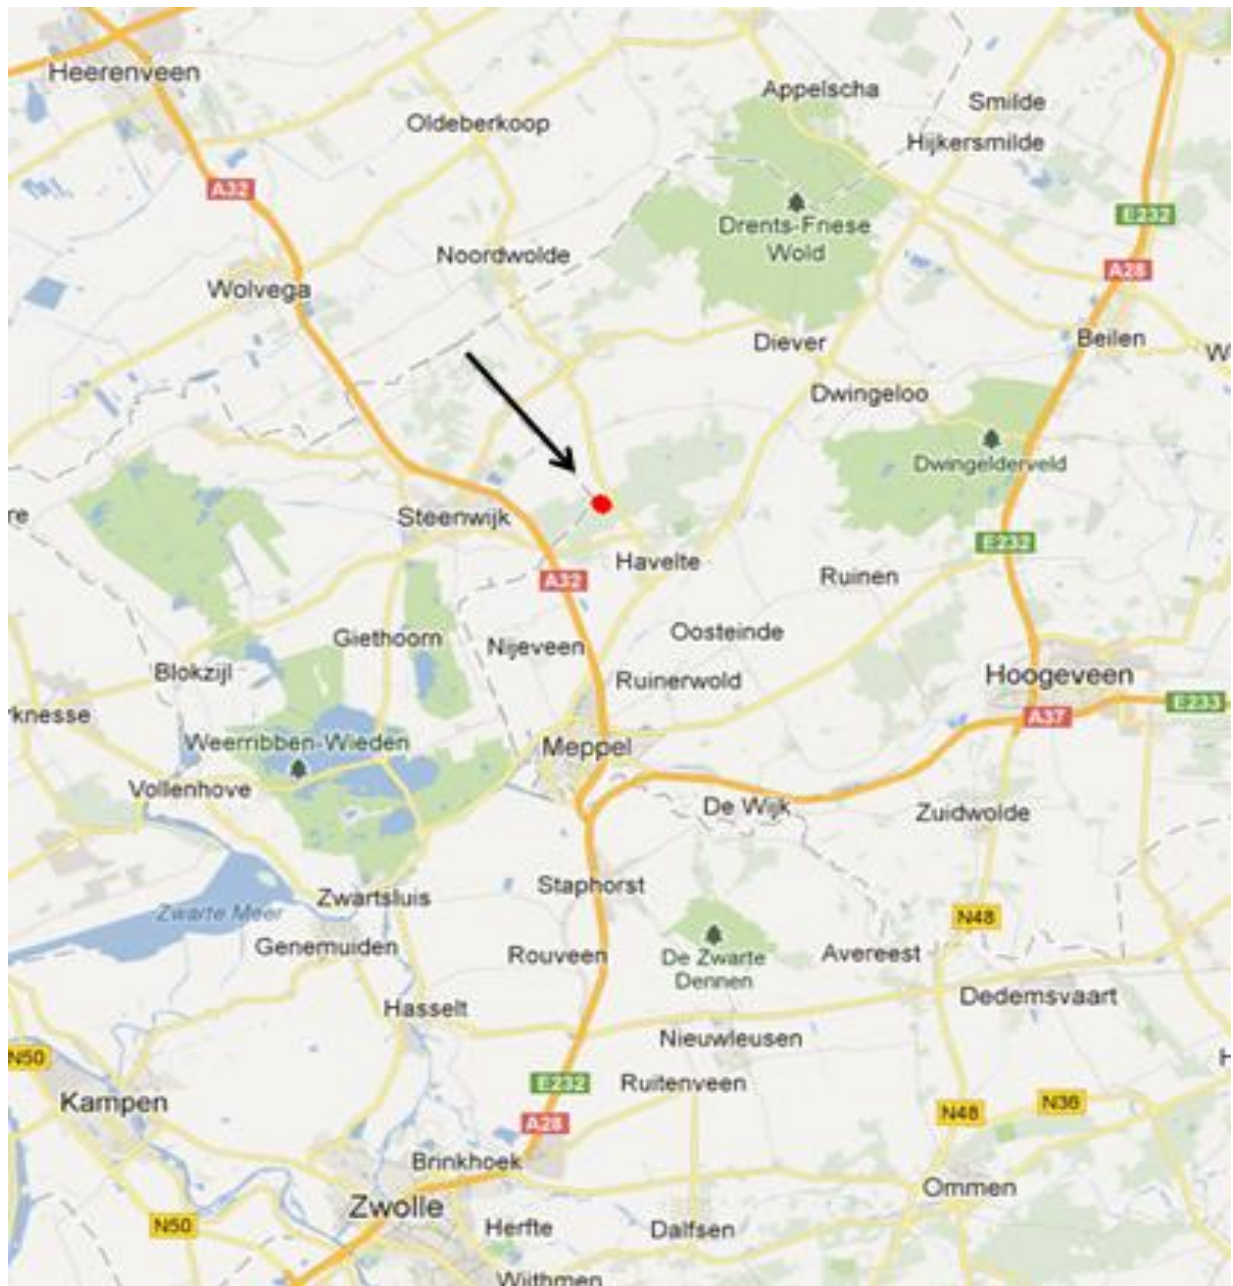 Heerenveen
Appelscha
Smilde
Oldeberkoop
Hijkersmilde
A32
E232
Drents-Friese
Wold
Noordwolde
A28
Wolvega
Diever
Beilen
W
Dwingeloo
Dwingelderveld
re
Steenwijk
E232
Havelte
A32
Ruinen
Giethoorn
Nijeveen
Oosteinde
Blokzijl
Ruinerwold
Hoogeveen
E233
rknesse
A37
Weerribben-Wieden
Meppel
Vollenhove
De Wijk
Zuidwolde
Staphorst
Zwartsluis
Zwarte Meer
N48
Genemuiden
Rouveen
De Zwarte
Dennen
Avereest
Dedemsvaart
Hasselt
Nieuwleusen
N50
H
E232
Ruitenveen
Kampen
N36
N48
A28
Brinkhoek
Ommen
Zwolle
N50
Herfte
Dalfsen
Wijthmen